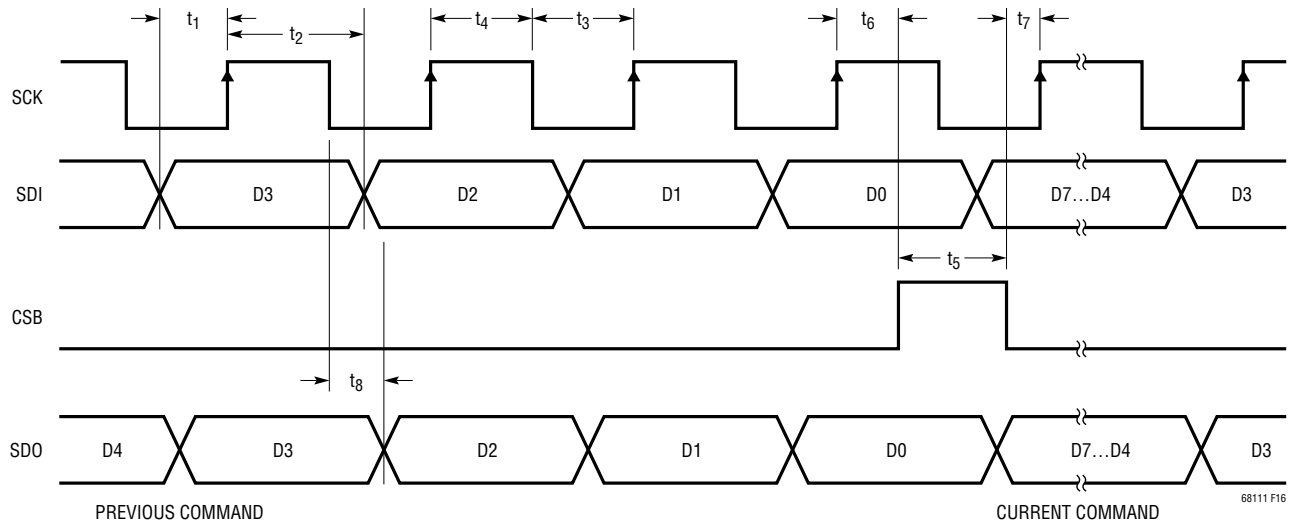 t1
t2
t4
t3
t6
t7
SCK
SDI
D3
D2
D1
D0
D7...D4
D3
t5
CSB
t8
SDO
D4
D3
D2
D1
D0
D7...D4
D3
68111 F16
PREVIOUS COMMAND
CURRENT COMMAND